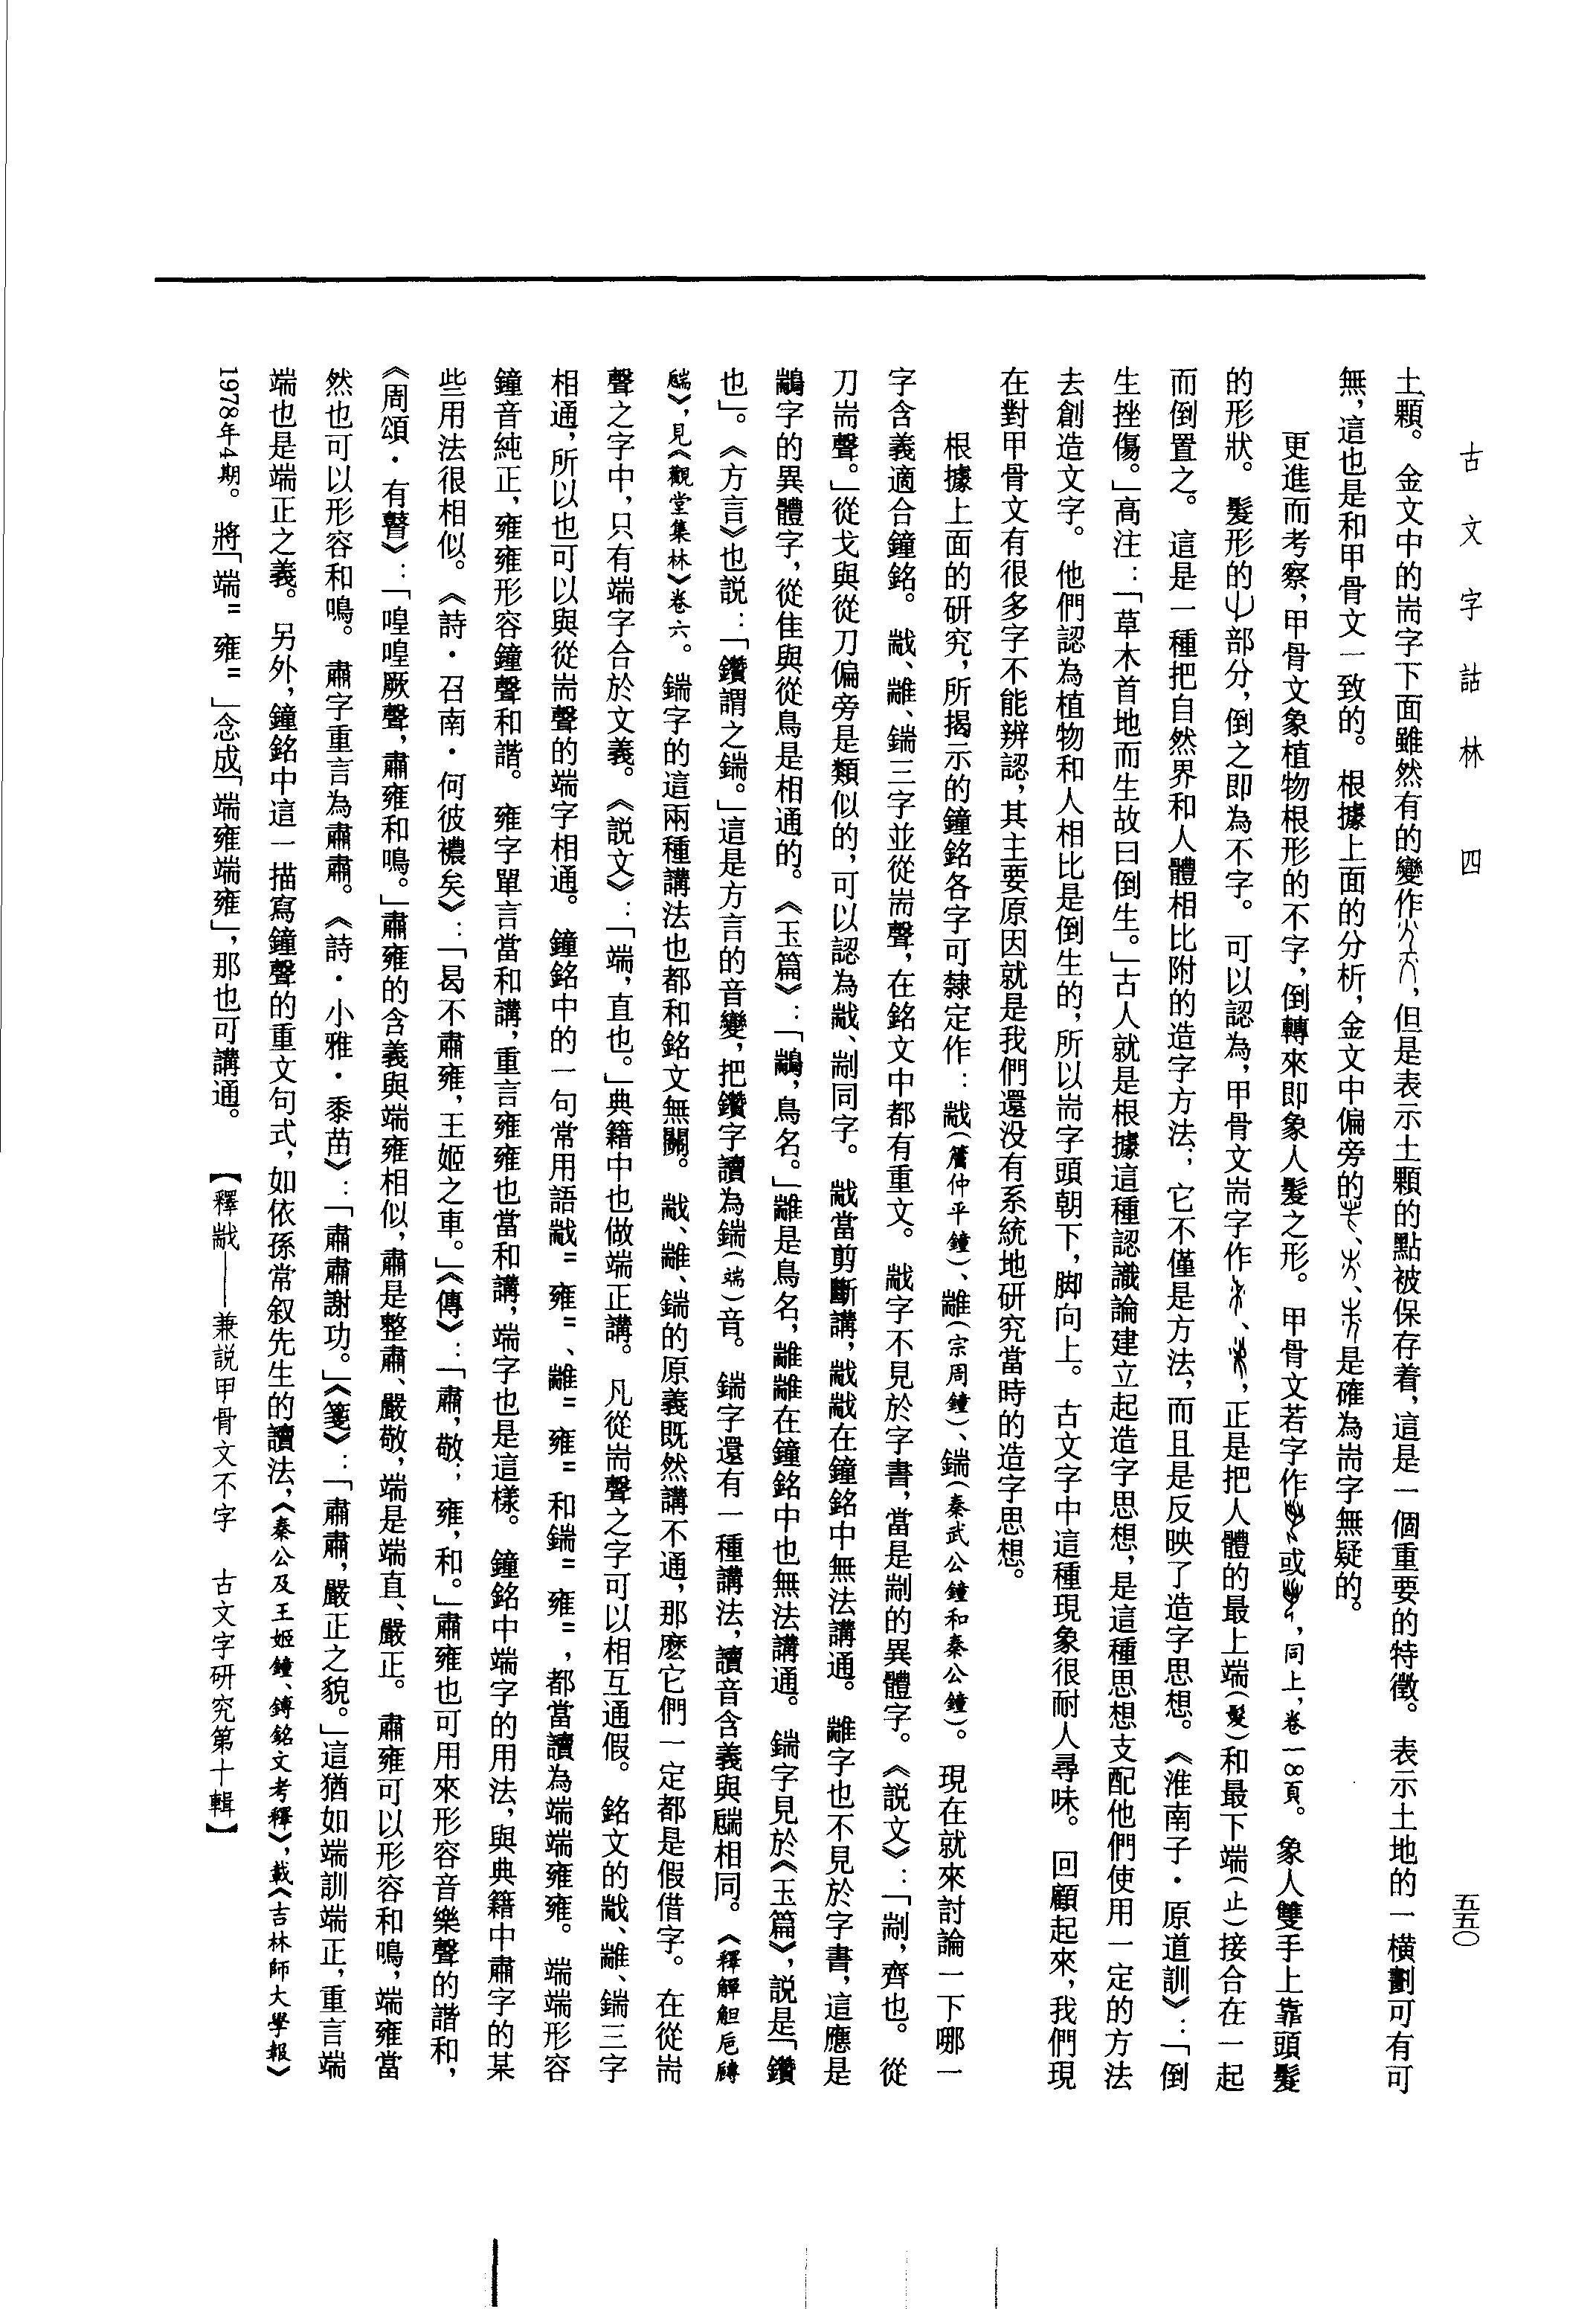 古文字詁林　四
五五〇
土顆。金文中的耑字下面雖然有的變作，但是表示土顆的點被保存着，這是一個重要的特徵。表示土地的一橫劃可有可
無，這也是和甲骨文一致的。根據上面的分析，金文中偏旁的、、是確為耑字無疑的。
更進而考察，甲骨文象植物根形的不字，倒轉來即象人髮之形。甲骨文若字作或，同上，卷一8頁。象人雙手上靠頭髮
的形狀。髮形的部分，倒之即為不字。可以認為，甲骨文耑字作、，正是把人體的最上端（髮）和最下端（止）接合在一起
而倒置之。這是一種把自然界和人體相比附的造字方法；它不僅是方法，而且是反映了造字思想。《淮南子·原道訓》：「倒
生挫傷。」高注：「草木首地而生故曰倒生。」古人就是根據這種認識論建立起造字思想，是這種思想支配他們使用一定的方法
去創造文字。他們認為植物和人相比是倒生的，所以耑字頭朝下，脚向上。古文字中這種現象很耐人尋味。回顧起來，我們現
在對甲骨文有很多字不能辨認，其主要原因就是我們還没有系統地研究當時的造字思想。
根據上面的研究，所揭示的鐘銘各字可隸定作：㪜（仲平鐘）、（宗周鐘）、鍴（秦武公鐘和秦公鐘）。現在就來討論一下哪一
字含義適合鐘銘。、、鍴三字並從耑聲，在銘文中都有重文。字不見於字書，當是剬的異體字。《説文》：「剬，齊也。從
刀耑聲。」從戈與從刀偏旁是類似的，可以認為、剬同字。當剪斷講，在鐘銘中無法講通。字也不見於字書，這應是
鷒字的異體字，從隹與從鳥是相通的。《玉篇》：「，鳥名。」是鳥名，在鐘銘中也無法講通。鍴字見於《玉篇》，説是「鑽
也」。《方言》也説：「鑽謂之鍴。」這是方言的音變，把鑽字讀為鍴（端）音。鍴字還有一種講法，讀音含義與相同。《釋觶觛卮
》，見《觀堂集林》卷六。鍴字的這兩種講法也都和銘文無關。、、鍴的原義既然講不通，那麽它們一定都是假借字。在從耑
聲之字中，只有端字合於文義。《説文》：「端，直也。」典籍中也做端正講。凡從耑聲之字可以相互通假。銘文的、、鍴三字
相通，所以也可以與從耑聲的端字相通。鐘銘中的一句常用語=雍=、=雍=和鍴=雍=，都當讀為端端雍雍。端端形容
鐘音純正，雍雍形容鐘聲和諧。雍字單言當和講，重言雍雍也當和講，端字也是這樣。鐘銘中端字的用法，與典籍中肅字的某
些用法很相似。《詩·召南·何彼襛矣》：「曷不肅雍，王姬之車。」《傳》：「肅，敬；雍，和。」肅雍也可用來形容音樂聲的諧和，
《周頌·有瞽》：「喤喤厥聲，肅雍和鳴。」肅雍的含義與端雍相似，肅是整肅、嚴敬，端是端直、嚴正。肅雍可以形容和鳴，端雍當
然也可以形容和鳴。肅字重言為肅肅。《詩·小雅·黍苗》：「肅肅謝功。」《箋》：「肅肅，嚴正之貌。」這猶如端訓端正，重言端
端也是端正之義。另外，鐘銘中這一描寫鐘聲的重文句式，如依孫常叙先生的讀法，《秦公及王姬鐘、鎛銘文考釋》，載《吉林師大學報》
1978年4期。將「端=雍=」念成「端雍端雍」，那也可講通。【釋——兼説甲骨文不字　古文字研究第十輯】